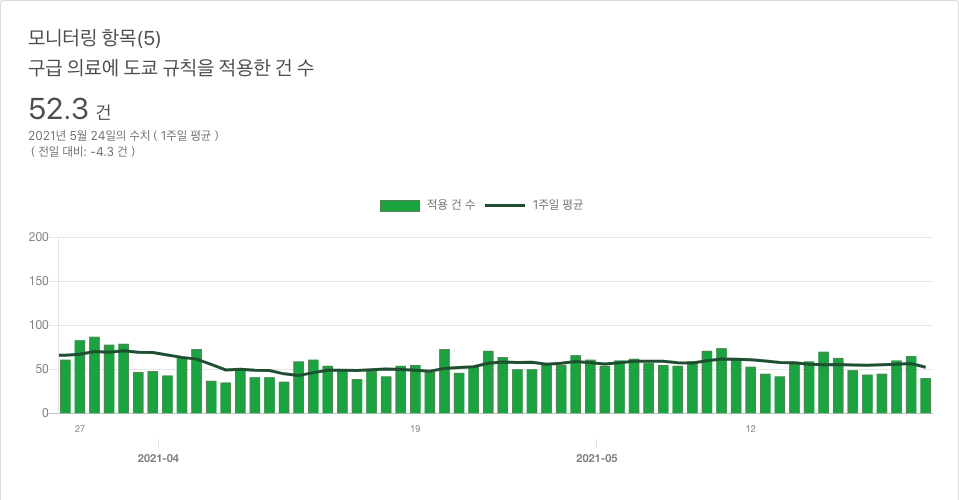 모니터링 항목(5)
구급 의료에 도쿄 규칙을 적용한 건 수
52.3 건
2021년 5월 24일의 수치 ( 1주일 평균 )
( 전일 대비: -4.3 건 )
적용 건 수 1주일 평균
200
150
100
50
0
27 19 12
2021-04 2021-05